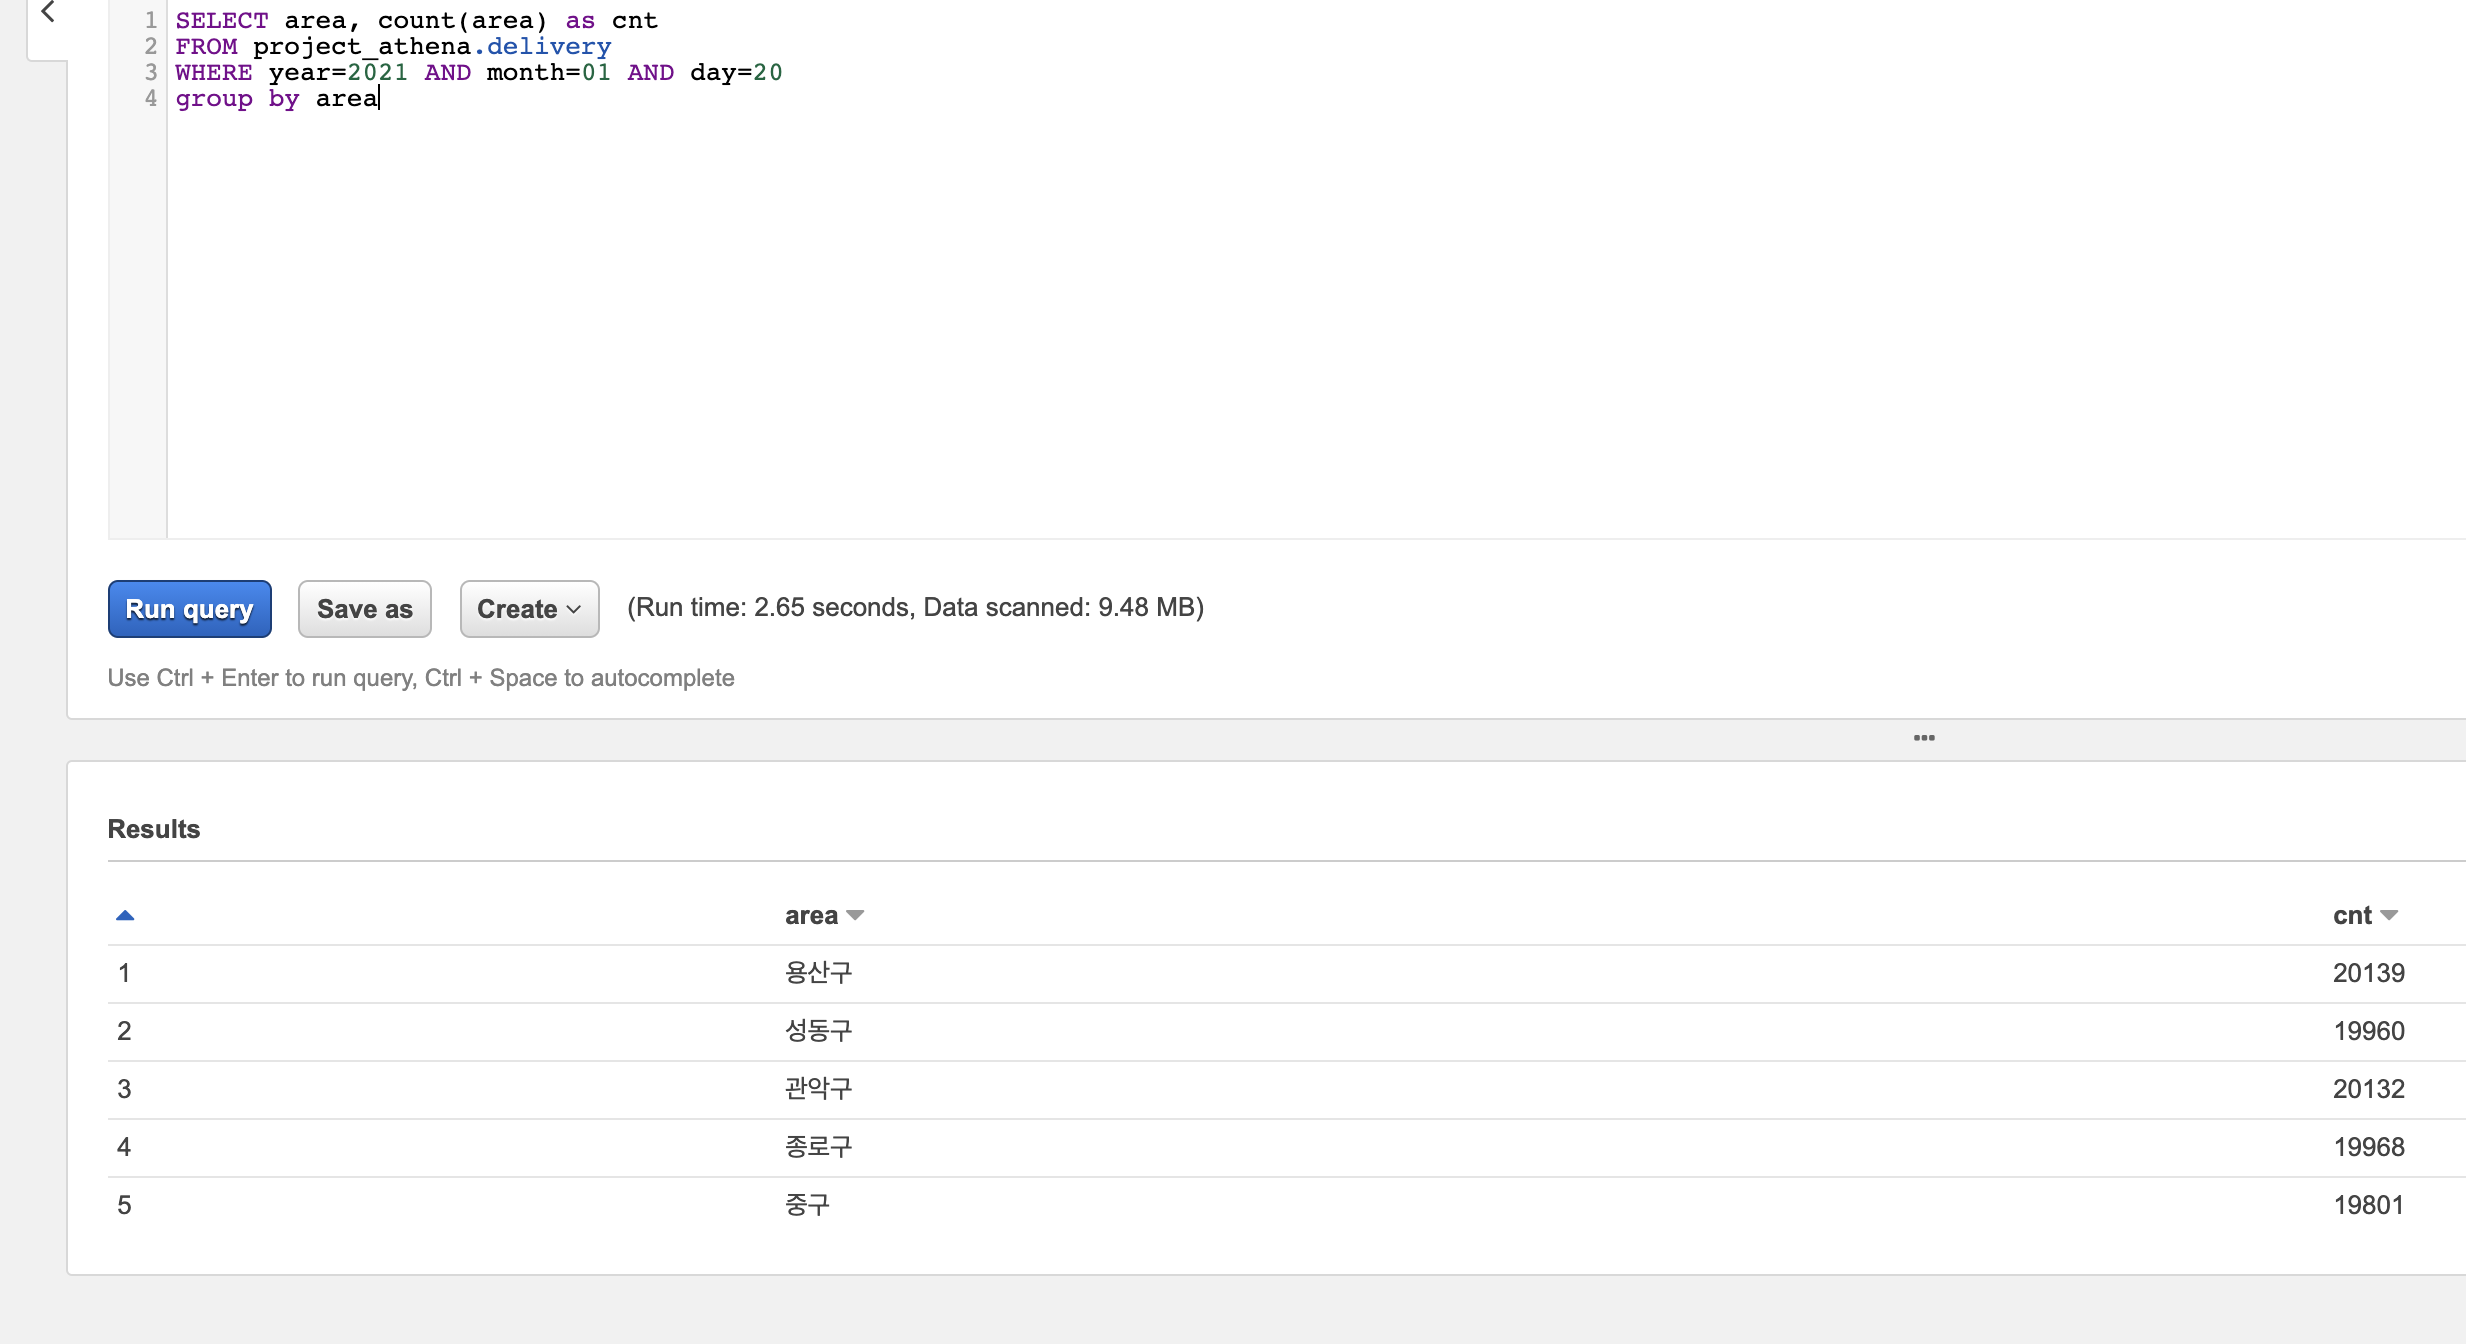 1 SELECT area, count(area) as cnt
2 FROM project_athena.delivery
3 WHERE year=2021 AND month=01 AND day=20
4 group by area
Run query Save as Create (Run time: 2.65 seconds, Data scanned: 9.48 MB)
Use Ctrl + Enter to run query, Ctrl + Space to autocomplete
Results
area cnt
1 용산구 20139
2 성동구 19960
3 관악구 20132
4 종로구 19968
5 중구 19801